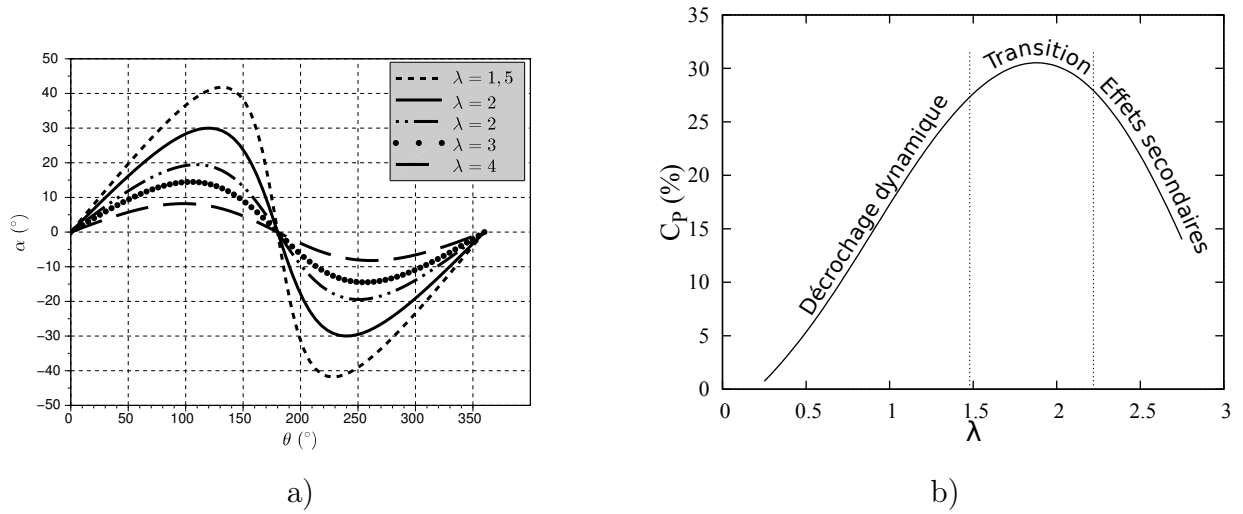 50
40
30
20
10
0
−10
−20
−30
−40
−50
0 50 100 150 200 250 300 350
α (°)
θ (°)
λ = 1, 5
λ = 2
λ = 2
λ = 3
λ = 4
a)
35
30
25
20
15
10
5
0
0 0.5 1 1.5 2 2.5 3
C_P (%)
λ
Décrochage dynamique
Transition
Effets secondaires
b)